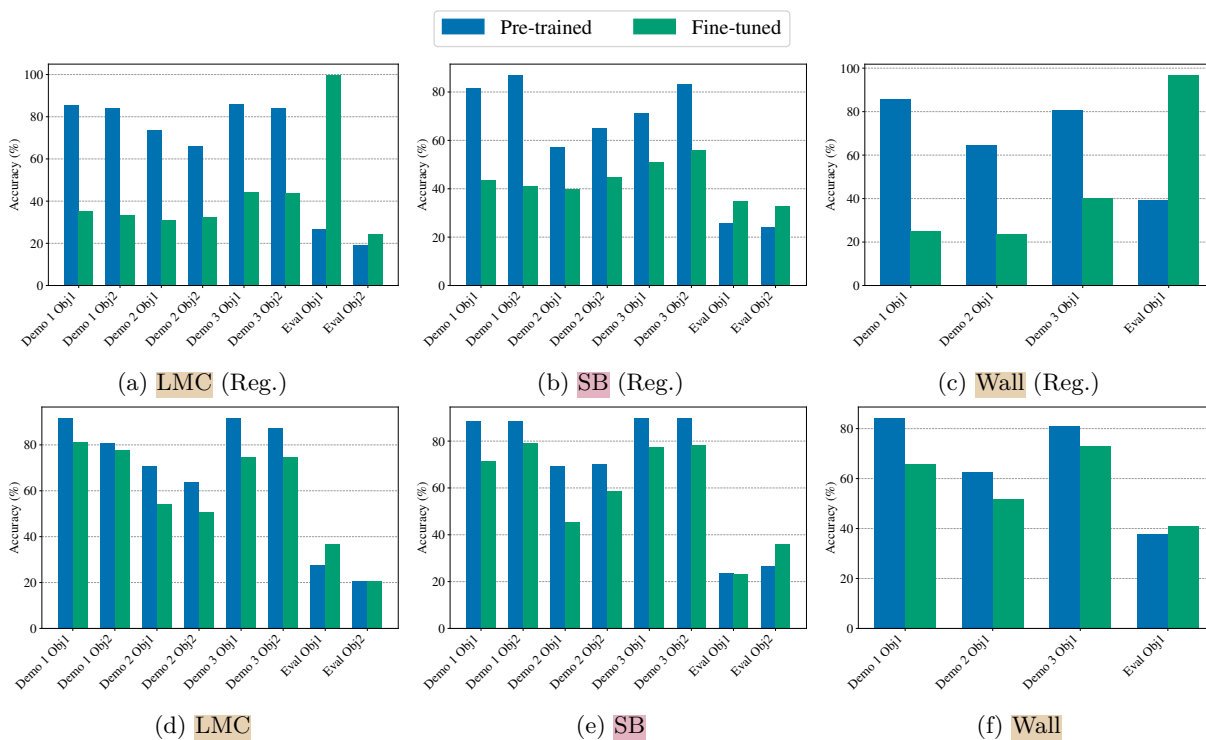 Pre-trained Fine-tuned
Accuracy (%)
0 20 40 60 80 100
Demo 1 Obj1 Demo 1 Obj2 Demo 2 Obj1 Demo 2 Obj2 Demo 3 Obj1 Demo 3 Obj2 Eval Obj1 Eval Obj2
(a) LMC (Reg.)
Accuracy (%)
0 20 40 60 80
Demo 1 Obj1 Demo 1 Obj2 Demo 2 Obj1 Demo 2 Obj2 Demo 3 Obj1 Demo 3 Obj2 Eval Obj1 Eval Obj2
(b) SB (Reg.)
Accuracy (%)
0 20 40 60 80 100
Demo 1 Obj1 Demo 2 Obj1 Demo 3 Obj1 Eval Obj1
(c) Wall (Reg.)
Accuracy (%)
0 20 40 60 80
Demo 1 Obj1 Demo 1 Obj2 Demo 2 Obj1 Demo 2 Obj2 Demo 3 Obj1 Demo 3 Obj2 Eval Obj1 Eval Obj2
(d) LMC
Accuracy (%)
0 20 40 60 80
Demo 1 Obj1 Demo 1 Obj2 Demo 2 Obj1 Demo 2 Obj2 Demo 3 Obj1 Demo 3 Obj2 Eval Obj1 Eval Obj2
(e) SB
Accuracy (%)
0 20 40 60 80
Demo 1 Obj1 Demo 2 Obj1 Demo 3 Obj1 Eval Obj1
(f) Wall